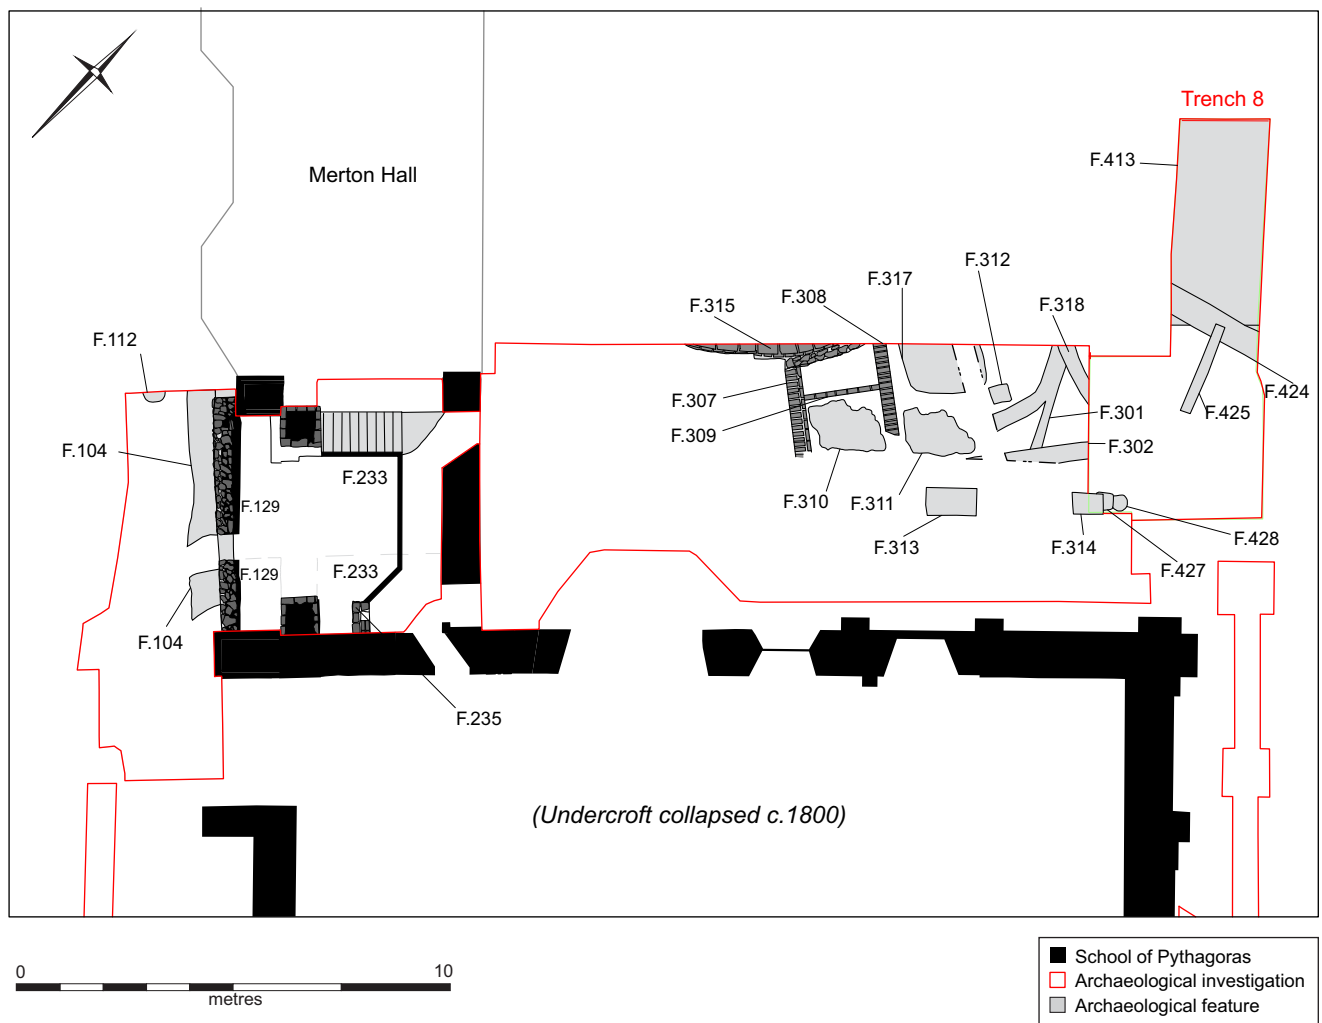 Trench 8
F.413
Merton Hall
F.312
F.317
F.308
F.315
F.318
F.112
F.424
F.307
F.425
F.301
F.309
F.302
F.104
F.233
F.310
F.311
F.129
F.428
F.313
F.314
F.427
F.233
F.129
F.104
F.235
(Undercroft collapsed c.1800)
0 10
metres
School of Pythagoras
Archaeological investigation
Archaeological feature